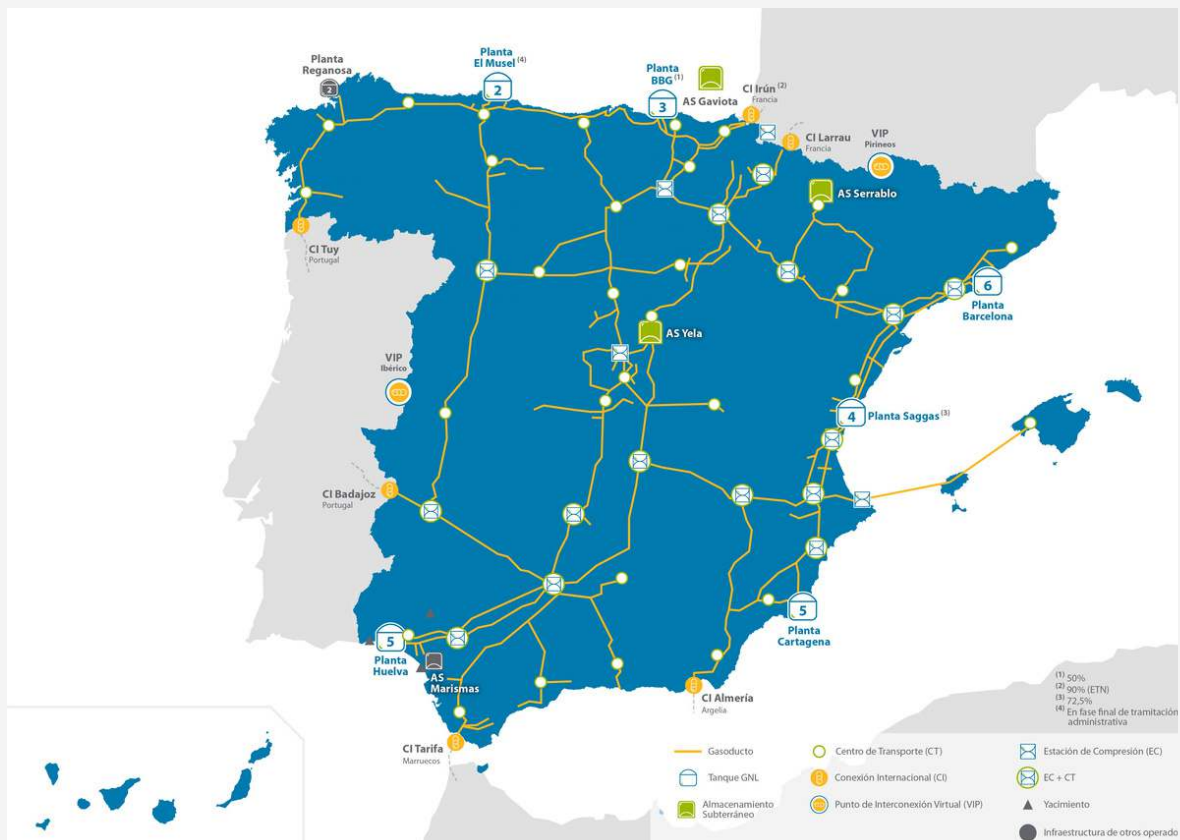 Planta
Reganosa
2
Planta
El Musel (4)
2
Planta
BBG (1)
3
AS Gaviota
CI Irún (2)
Francia
CI Larrau
Francia
VIP
Pirineos
AS Serrablo
CI Tuy
Portugal
6
Planta
Barcelona
AS Yela
VIP
Ibérico
4
Planta Saggas (3)
CI Badajoz
Portugal
5
Planta
Cartagena
5
Planta
Huelva
AS
Marismas
CI Almería
Argelia
CI Tarifa
Marruecos
(1) 50%
(2) 90% (ETN)
(3) 72,5%
(4) En fase final de tramitación
administrativa
Gasoducto
Centro de Transporte (CT)
Estación de Compresión (EC)
Tanque GNL
Conexión Internacional (CI)
EC + CT
Almacenamiento
Subterráneo
Punto de Interconexión Virtual (VIP)
Yacimiento
Infraestructura de otros operado